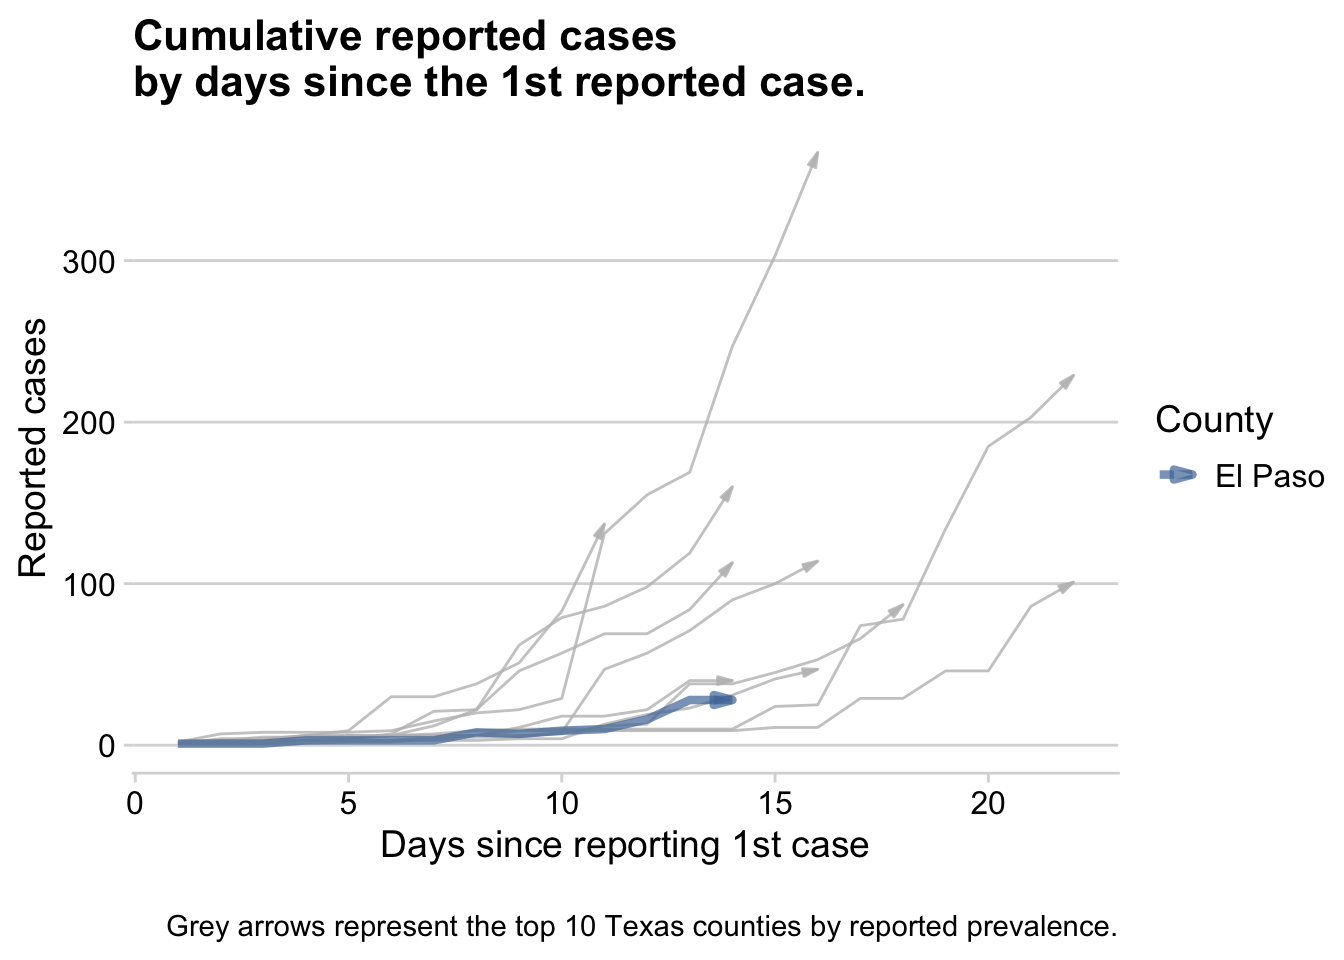 Cumulative reported cases
by days since the 1st reported case.
Reported cases
300
200
100
0
0
5
10
15
20
Days since reporting 1st case
County
El Paso
Grey arrows represent the top 10 Texas counties by reported prevalence.